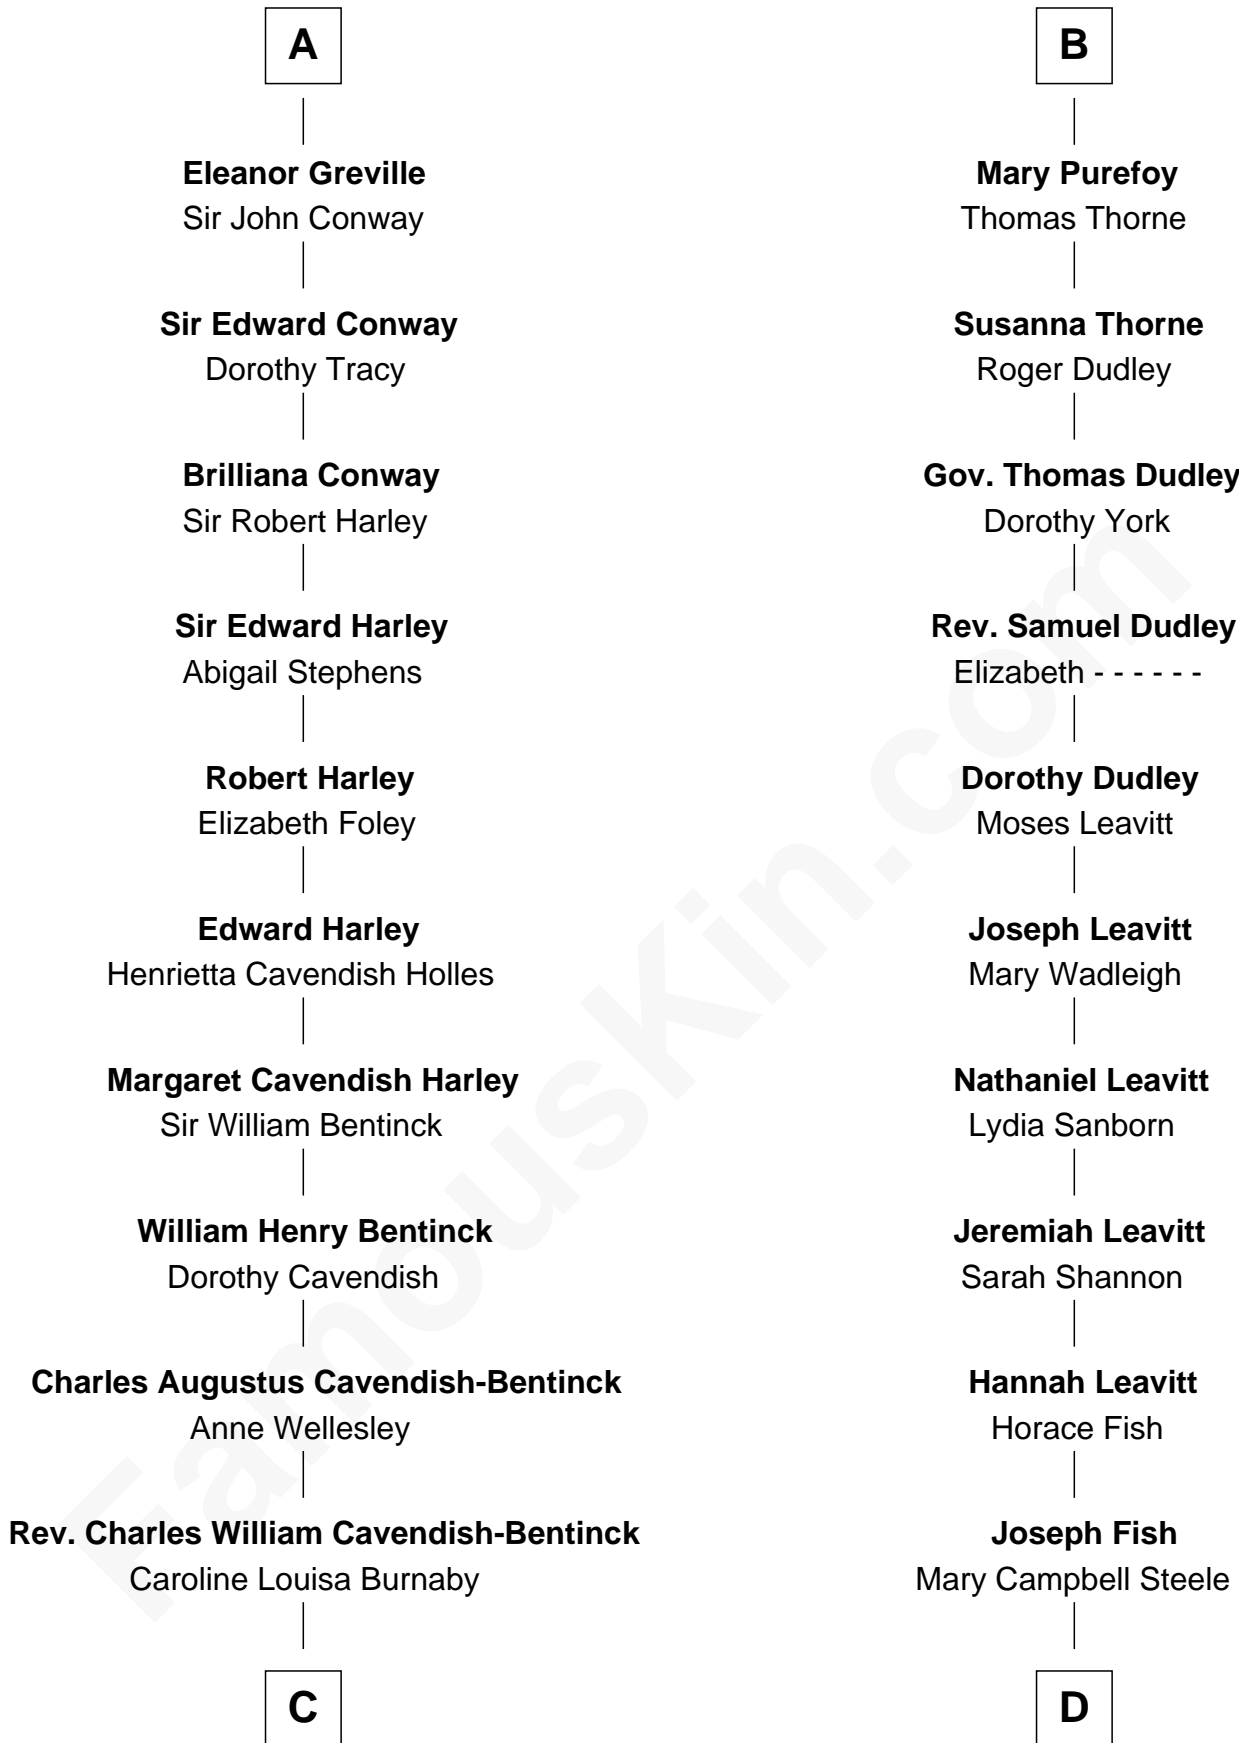 A
Eleanor Greville
Sir John Conway
Sir Edward Conway
Dorothy Tracy
Brilliana Conway
Sir Robert Harley
Sir Edward Harley
Abigail Stephens
Robert Harley
Elizabeth Foley
Edward Harley
Henrietta Cavendish Holles
Margaret Cavendish Harley
Sir William Bentinck
William Henry Bentinck
Dorothy Cavendish
Charles Augustus Cavendish-Bentinck
Anne Wellesley
Rev. Charles William Cavendish-Bentinck
Caroline Louisa Burnaby
C
B
Mary Purefoy
Thomas Thorne
Susanna Thorne
Roger Dudley
Gov. Thomas Dudley
Dorothy York
Rev. Samuel Dudley
Elizabeth - - - - - -
Dorothy Dudley
Moses Leavitt
Joseph Leavitt
Mary Wadleigh
Nathaniel Leavitt
Lydia Sanborn
Jeremiah Leavitt
Sarah Shannon
Hannah Leavitt
Horace Fish
Joseph Fish
Mary Campbell Steele
D
FamousKin.com